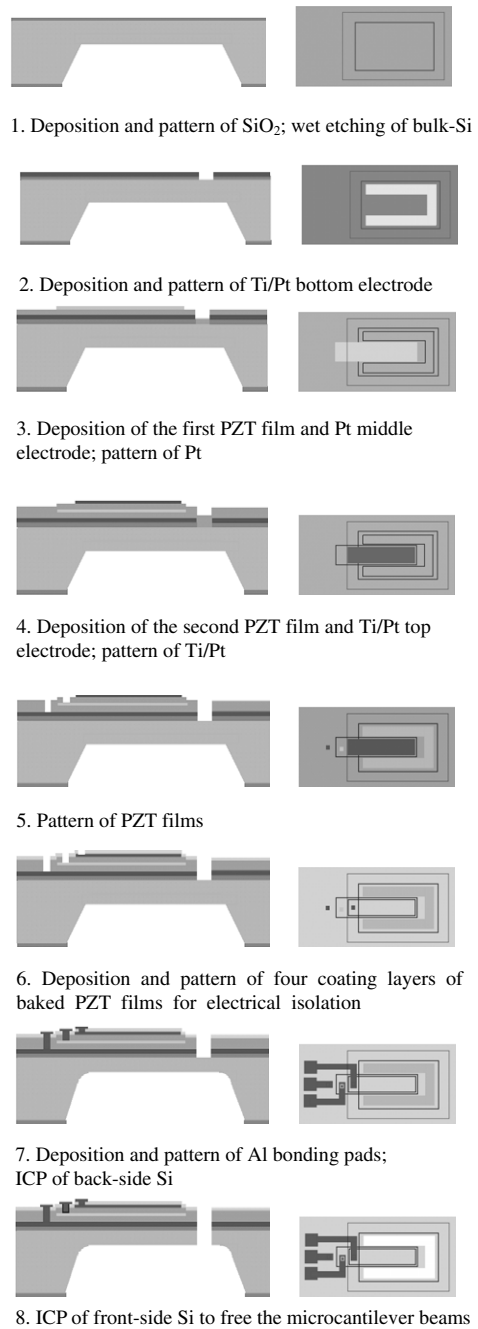 1. Deposition and pattern of SiO₂; wet etching of bulk-Si
2. Deposition and pattern of Ti/Pt bottom electrode
3. Deposition of the first PZT film and Pt middle
electrode; pattern of Pt
4. Deposition of the second PZT film and Ti/Pt top
electrode; pattern of Ti/Pt
5. Pattern of PZT films
6. Deposition and pattern of four coating layers of
baked PZT films for electrical isolation
7. Deposition and pattern of Al bonding pads;
ICP of back-side Si
8. ICP of front-side Si to free the microcantilever beams